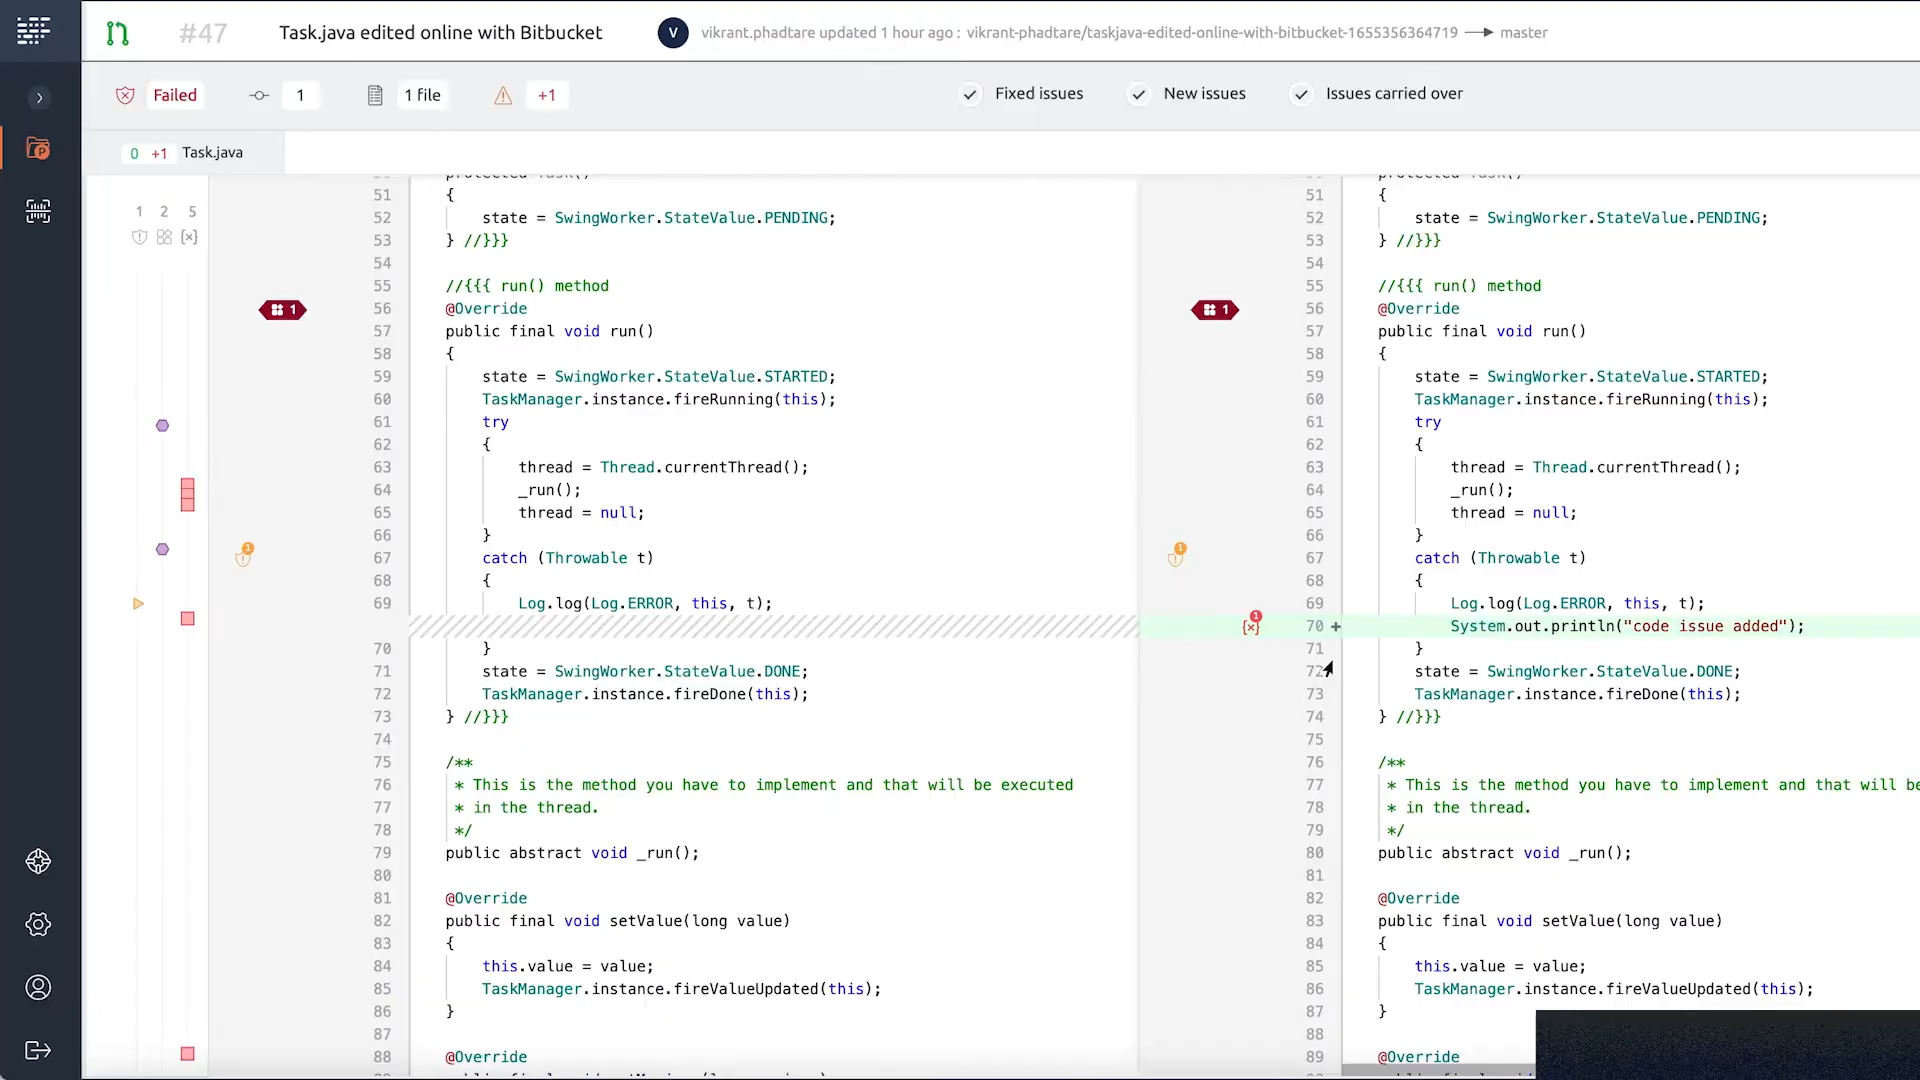 #47 Task.java edited online with Bitbucket V vikrant.phadtare updated 1 hour ago : vikrant-phadtare/taskjava-edited-online-with-bitbucket-1655356364719 master
Failed 1 1 file +1 Fixed issues New issues Issues carried over
0 +1 Task.java
1 2 5
51 {
52 state = SwingWorker.StateValue.PENDING;
53 } //}}}
54
55 //{{{ run() method
1
56 @Override
57 public final void run()
58 {
59 state = SwingWorker.StateValue.STARTED;
60 TaskManager.instance.fireRunning(this);
61 try
62 {
63 thread = Thread.currentThread();
64 _run();
65 thread = null;
66 }
1
67 catch (Throwable t)
68 {
69 Log.log(Log.ERROR, this, t);
70 }
71 state = SwingWorker.StateValue.DONE;
72 TaskManager.instance.fireDone(this);
73 } //}}}
74
75 /**
76 * This is the method you have to implement and that will be executed
77 * in the thread.
78 */
79 public abstract void _run();
80
81 @Override
82 public final void setValue(long value)
83 {
84 this.value = value;
85 TaskManager.instance.fireValueUpdated(this);
86 }
87
88 @Override
51 {
52 state = SwingWorker.StateValue.PENDING;
53 } //}}}
54
55 //{{{ run() method
1
56 @Override
57 public final void run()
58 {
59 state = SwingWorker.StateValue.STARTED;
60 TaskManager.instance.fireRunning(this);
61 try
62 {
63 thread = Thread.currentThread();
64 _run();
65 thread = null;
66 }
1
67 catch (Throwable t)
68 {
69 Log.log(Log.ERROR, this, t);
1
70 + System.out.println("code issue added");
71 }
72 state = SwingWorker.StateValue.DONE;
73 TaskManager.instance.fireDone(this);
74 } //}}}
75
76 /**
77 * This is the method you have to implement and that will be
78 * in the thread.
79 */
80 public abstract void _run();
81
82 @Override
83 public final void setValue(long value)
84 {
85 this.value = value;
86 TaskManager.instance.fireValueUpdated(this);
87 }
88
89 @Override